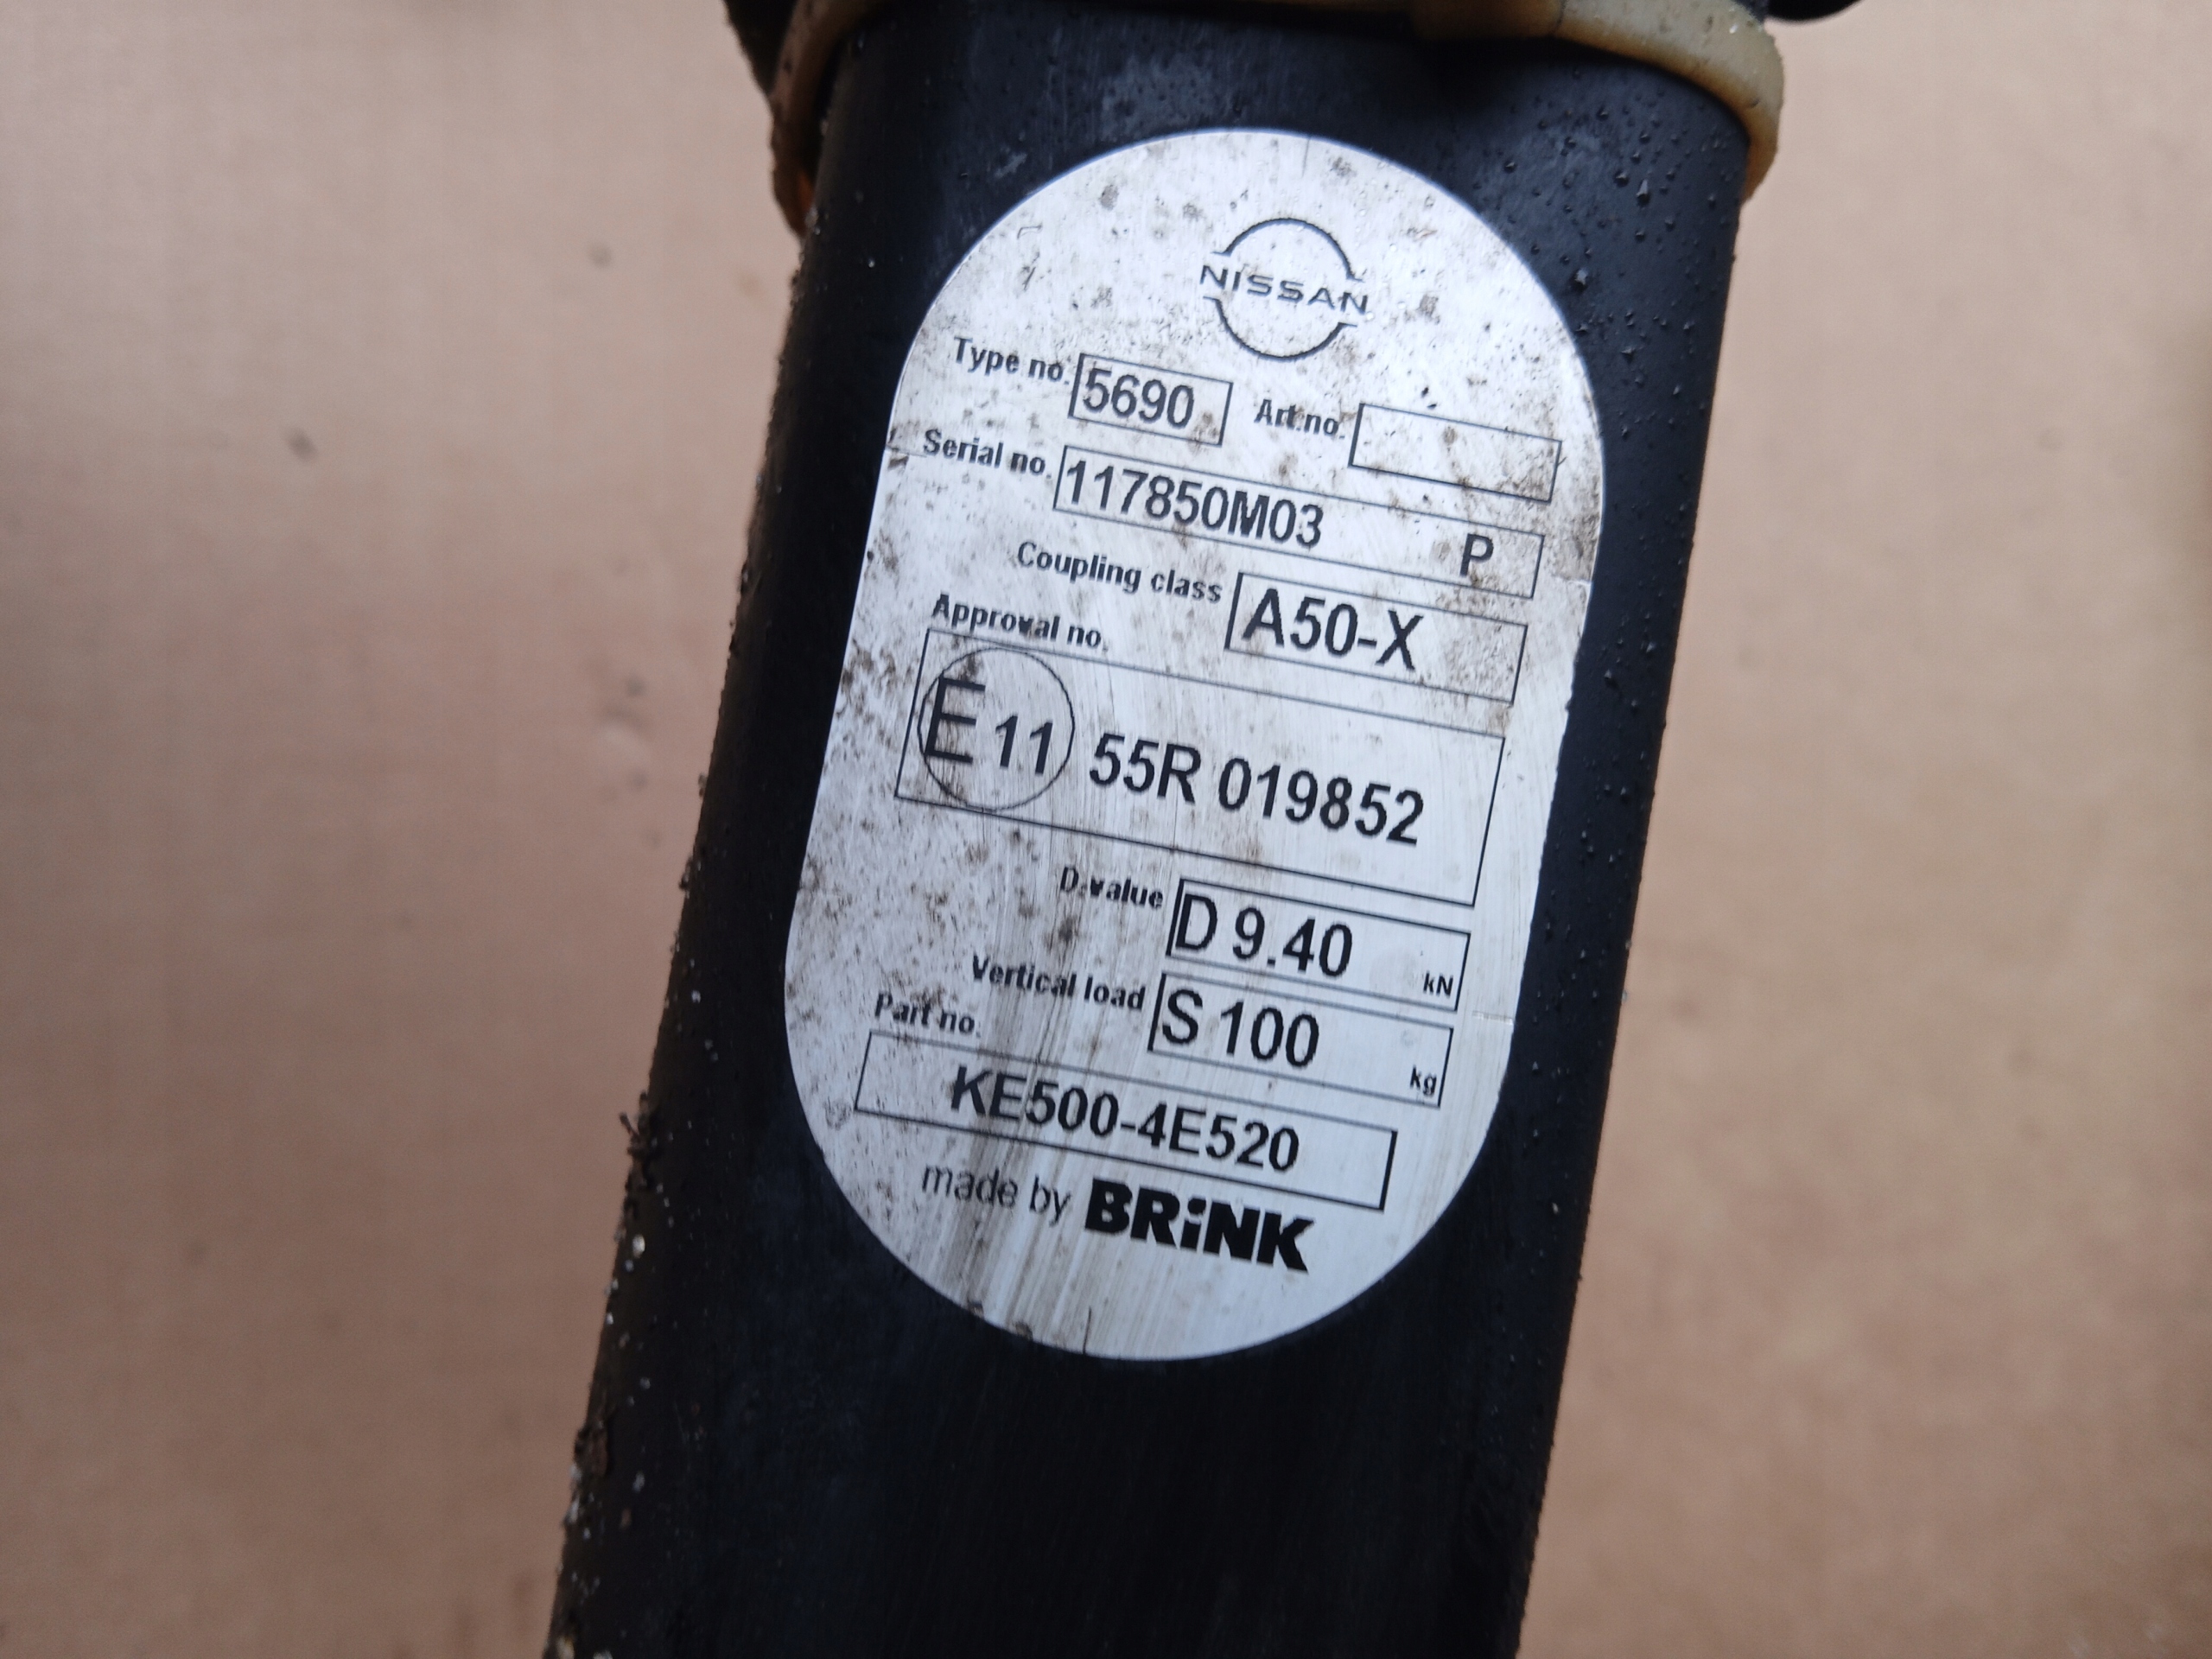 NISSAN
Type no. 5690 Art.no.
Serial no. 117850M03 P
Coupling class A50-X
Approval no.
E 11 55R 019852
D.value D 9.40 kN
Vertical load S 100 kg
Part no.
KE500-4E520
made by BRiNK